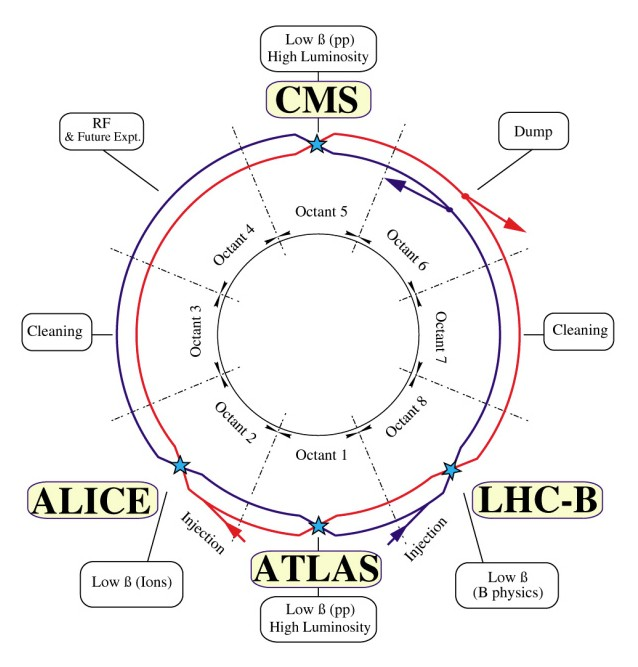 Low ß (pp)
High Luminosity
CMS
RF
& Future Expt.
Dump
Octant 5
Octant 4
Octant 6
Cleaning
Octant 3
Octant 7
Cleaning
Octant 2
Octant 8
Octant 1
ALICE
LHC-B
Injection
Injection
ATLAS
Low ß (Ions)
Low ß
(B physics)
Low ß (pp)
High Luminosity